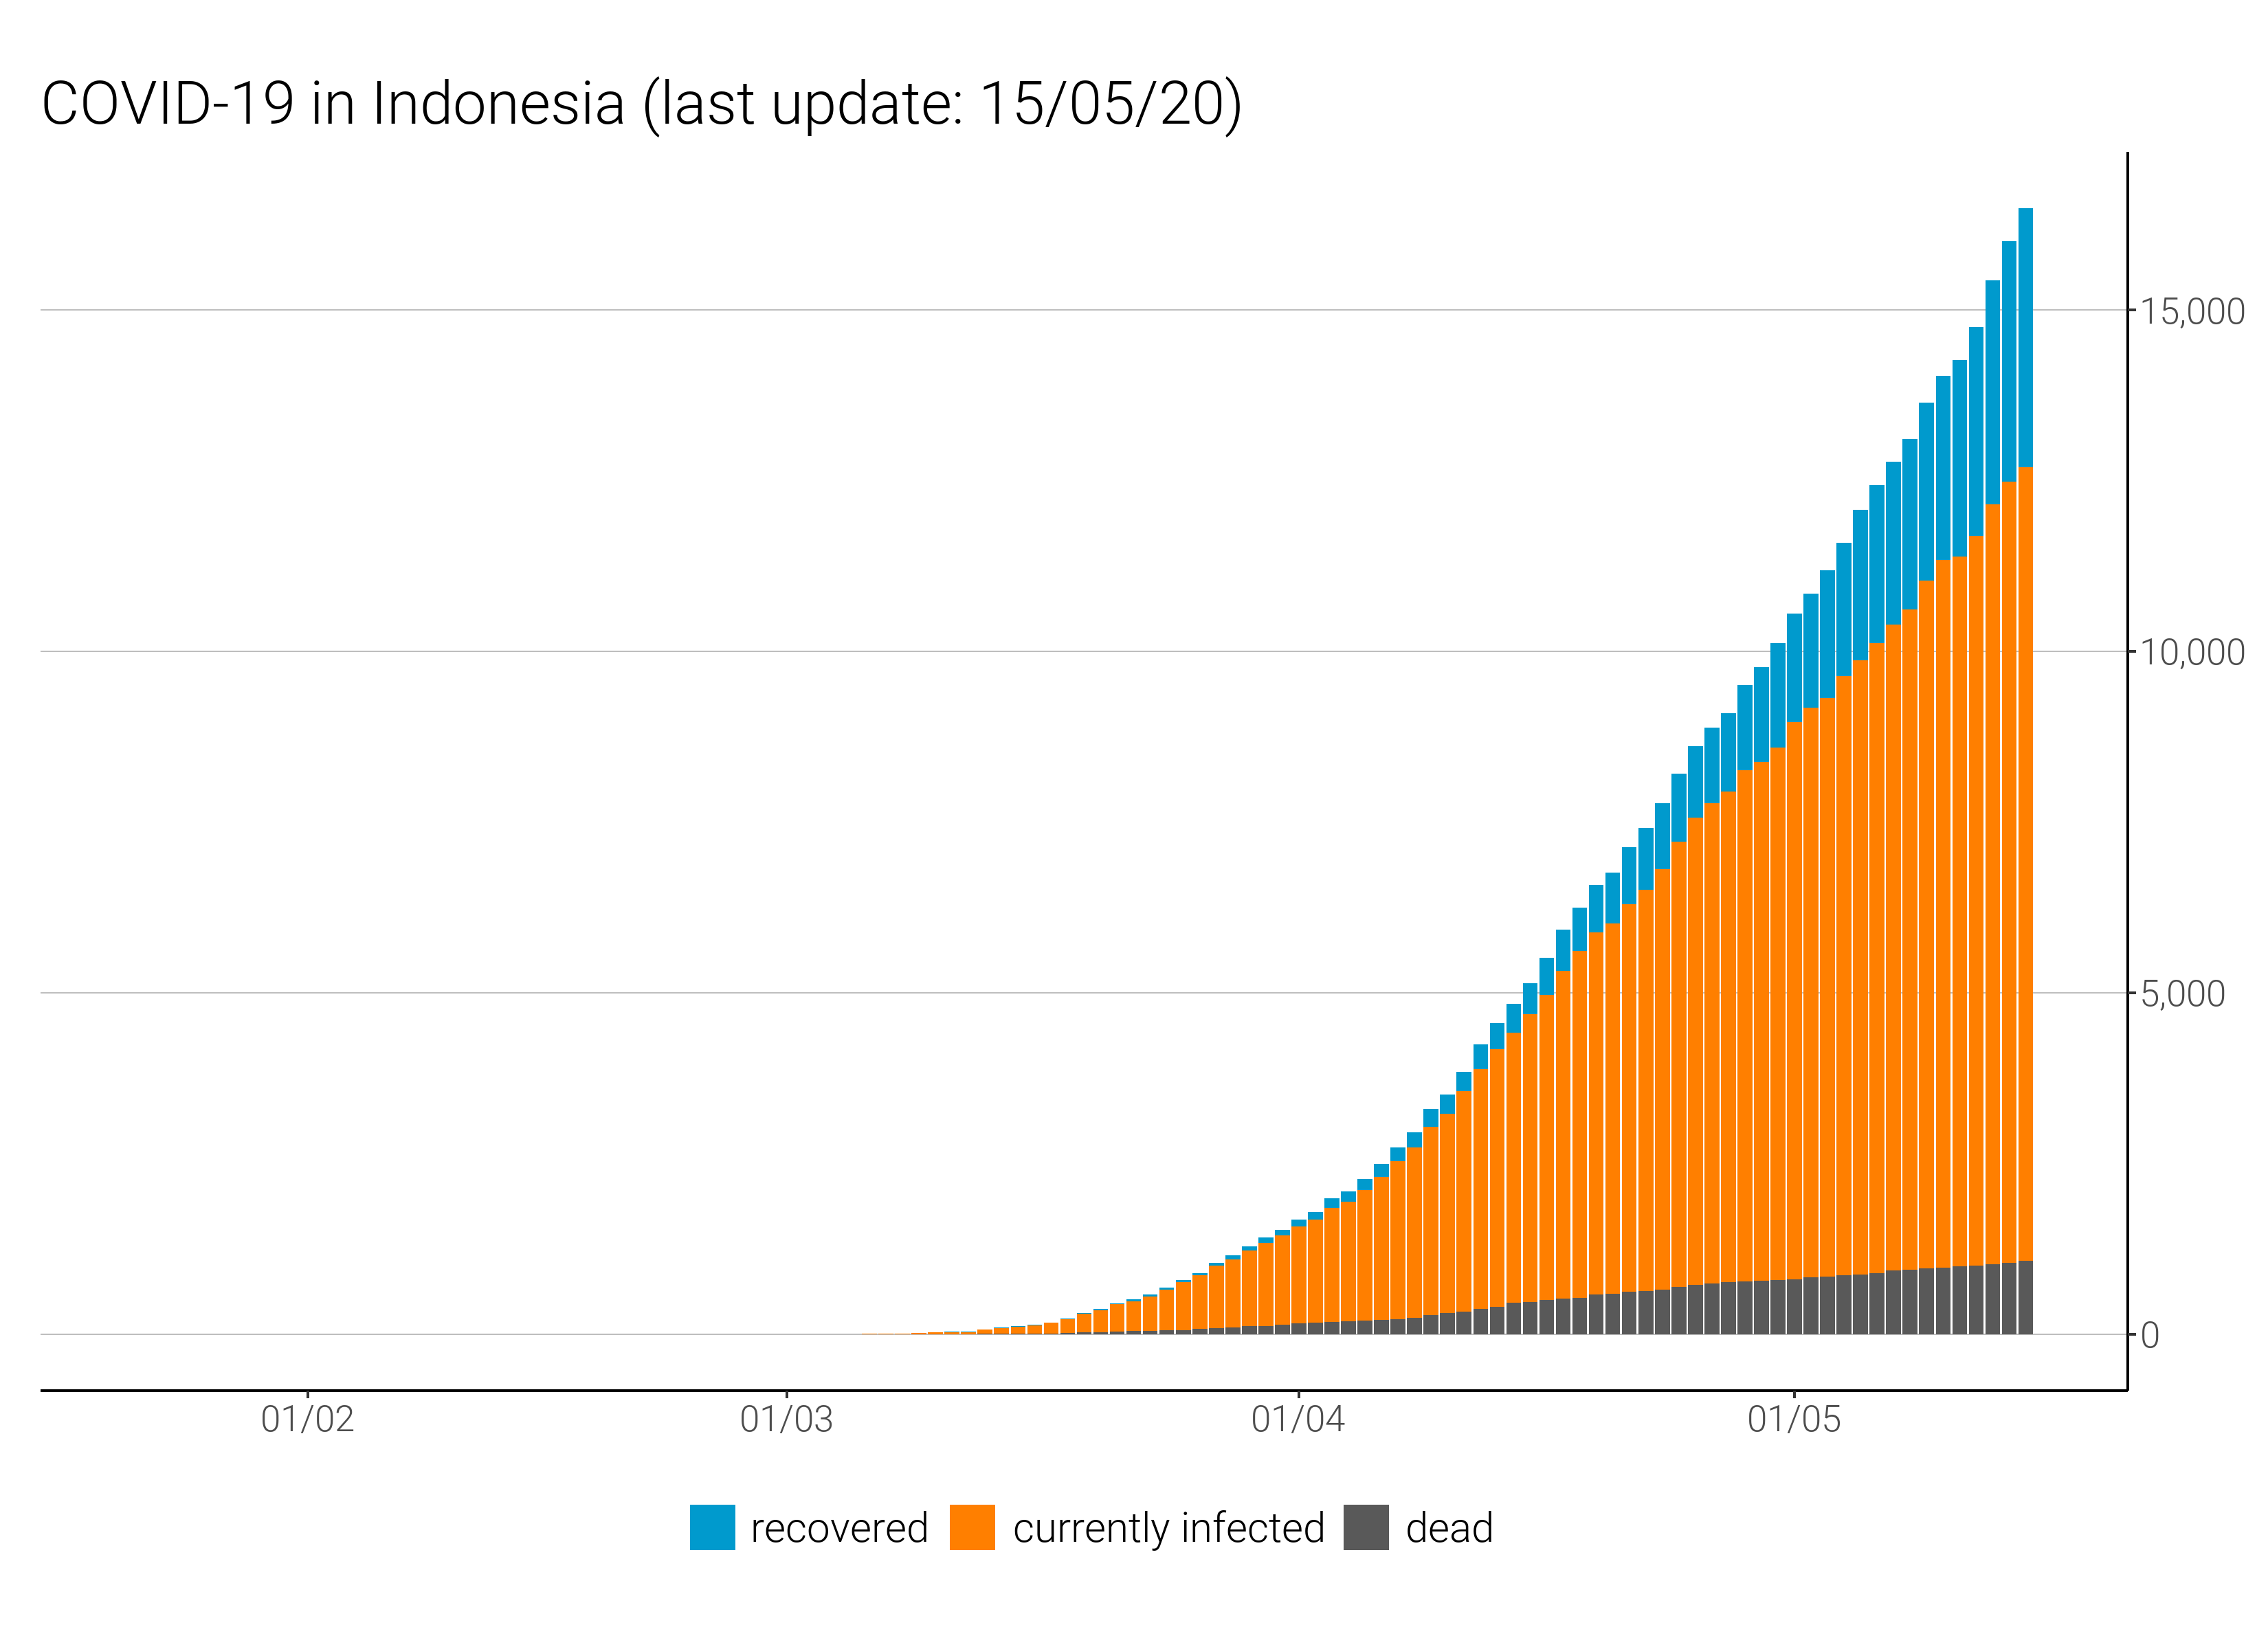 COVID-19 in Indonesia (last update: 15/05/20)
15,000
10,000
5,000
0
01/02 01/03 01/04 01/05
recovered currently infected dead